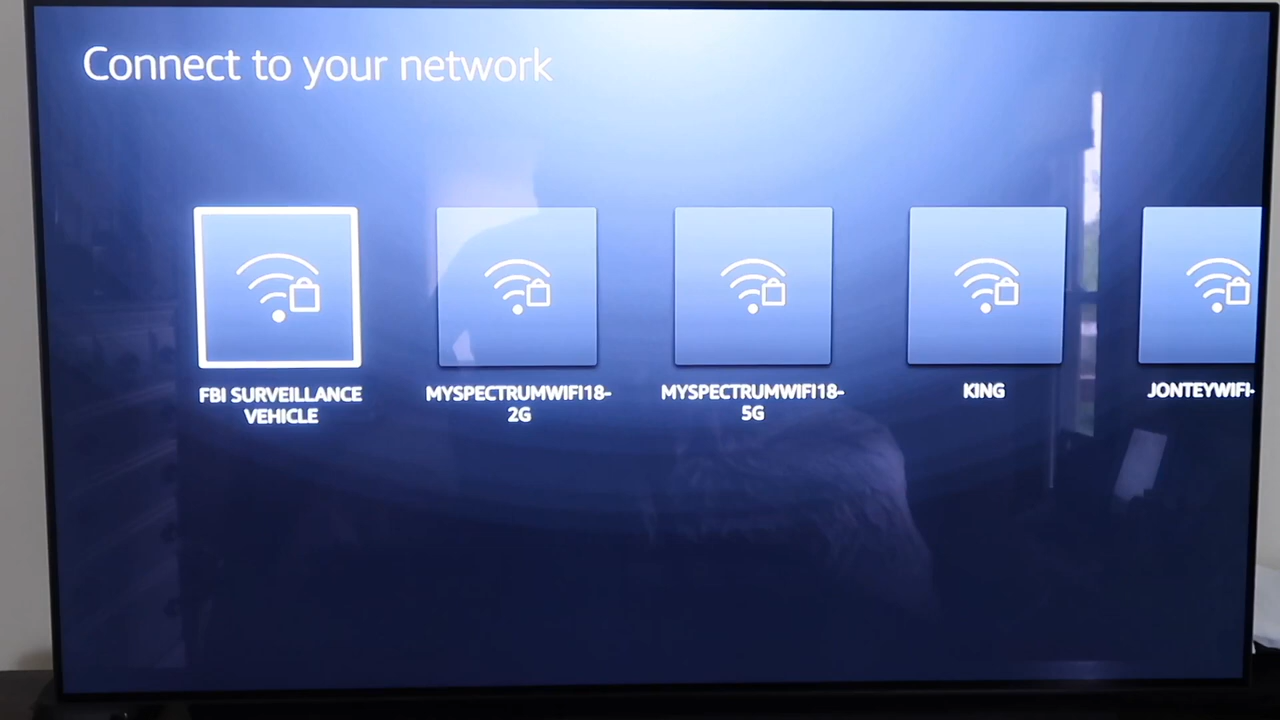 Connect to your network
FBI SURVEILLANCE
VEHICLE
MYSPECTRUMWIFI18-
2G
MYSPECTRUMWIFI18-
5G
KING
JONTEYWIFI-